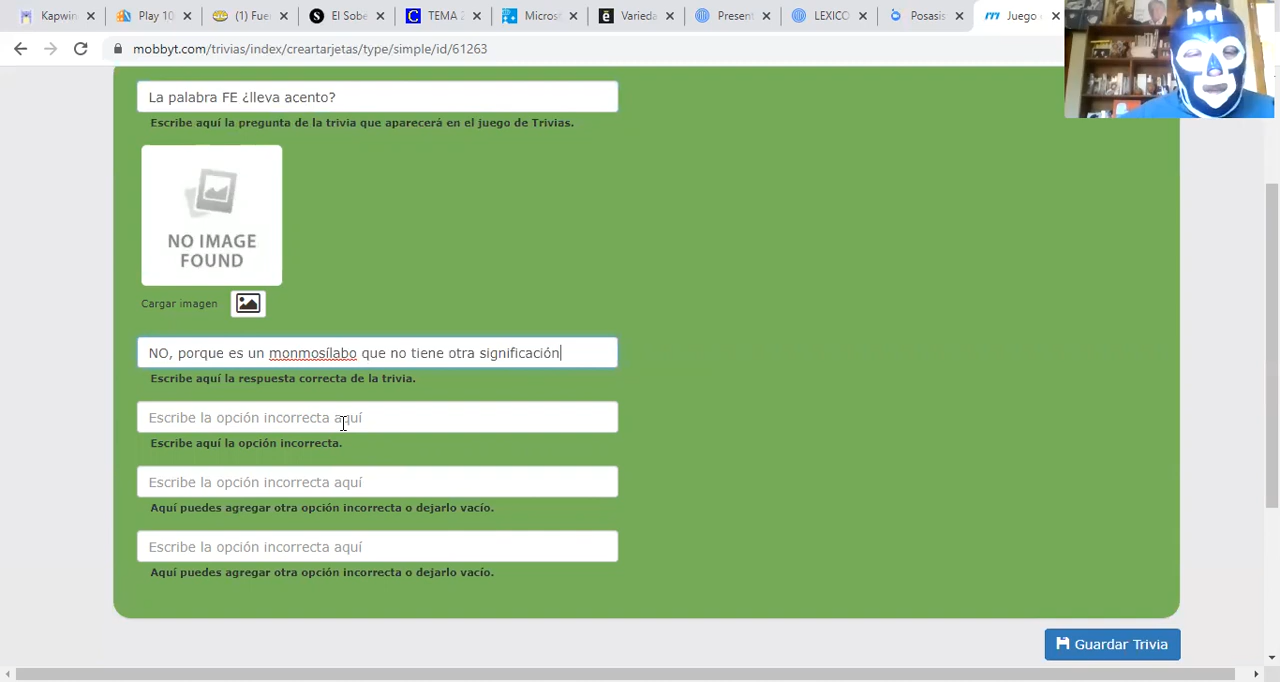 Kapwin
Play 10
(1) Fue
El Sobe
TEMA 2
Micros
Varieda
Present
LEXICO
Posasis
Juego
mobbyt.com/trivias/index/creartarjetas/type/simple/id/61263
La palabra FE ¿lleva acento?
Escribe aquí la pregunta de la trivia que aparecerá en el juego de Trivias.
NO IMAGE
FOUND
Cargar imagen
NO, porque es un monmosílabo que no tiene otra significación
Escribe aquí la respuesta correcta de la trivia.
Escribe la opción incorrecta aquí
Escribe aquí la opción incorrecta.
Escribe la opción incorrecta aquí
Aquí puedes agregar otra opción incorrecta o dejarlo vacío.
Escribe la opción incorrecta aquí
Aquí puedes agregar otra opción incorrecta o dejarlo vacío.
Guardar Trivia